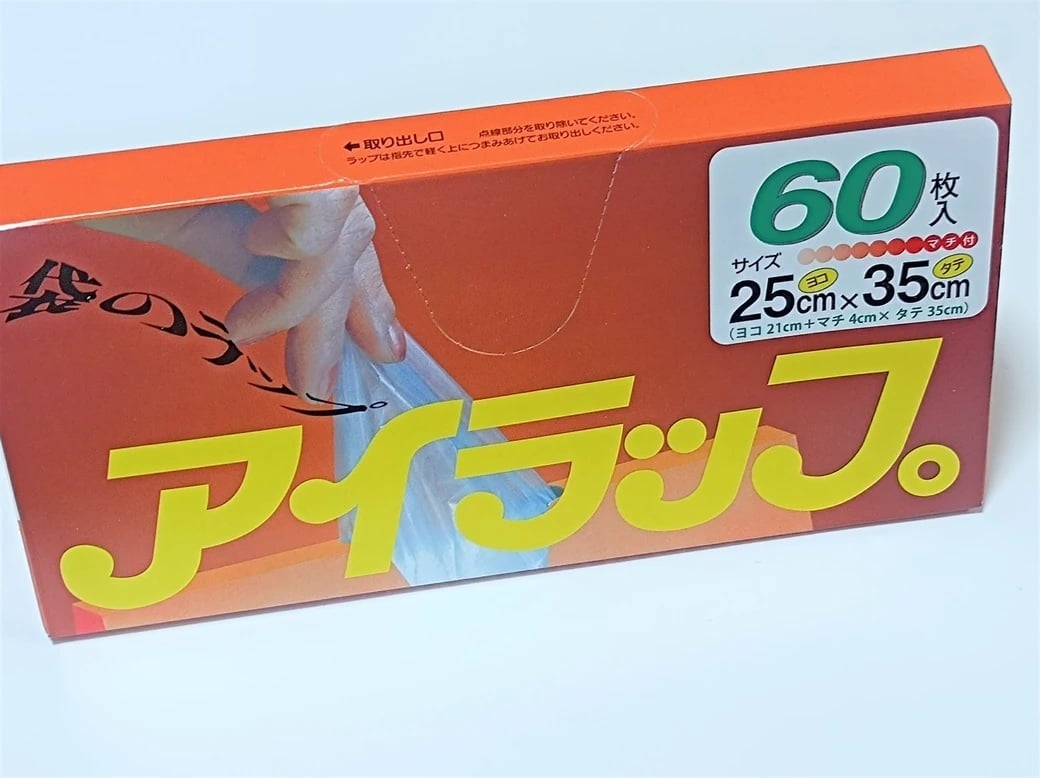 ←取り出し口
点線部分を取り除いてください。
ラップは指先で軽く上につまみあげてお取り出しください。
60枚入
マチ付
サイズ
25cm×35cm
ヨコ
タテ
(ヨコ 21cm+マチ 4cm× タテ 35cm)
袋のラップ。
アイラップ。